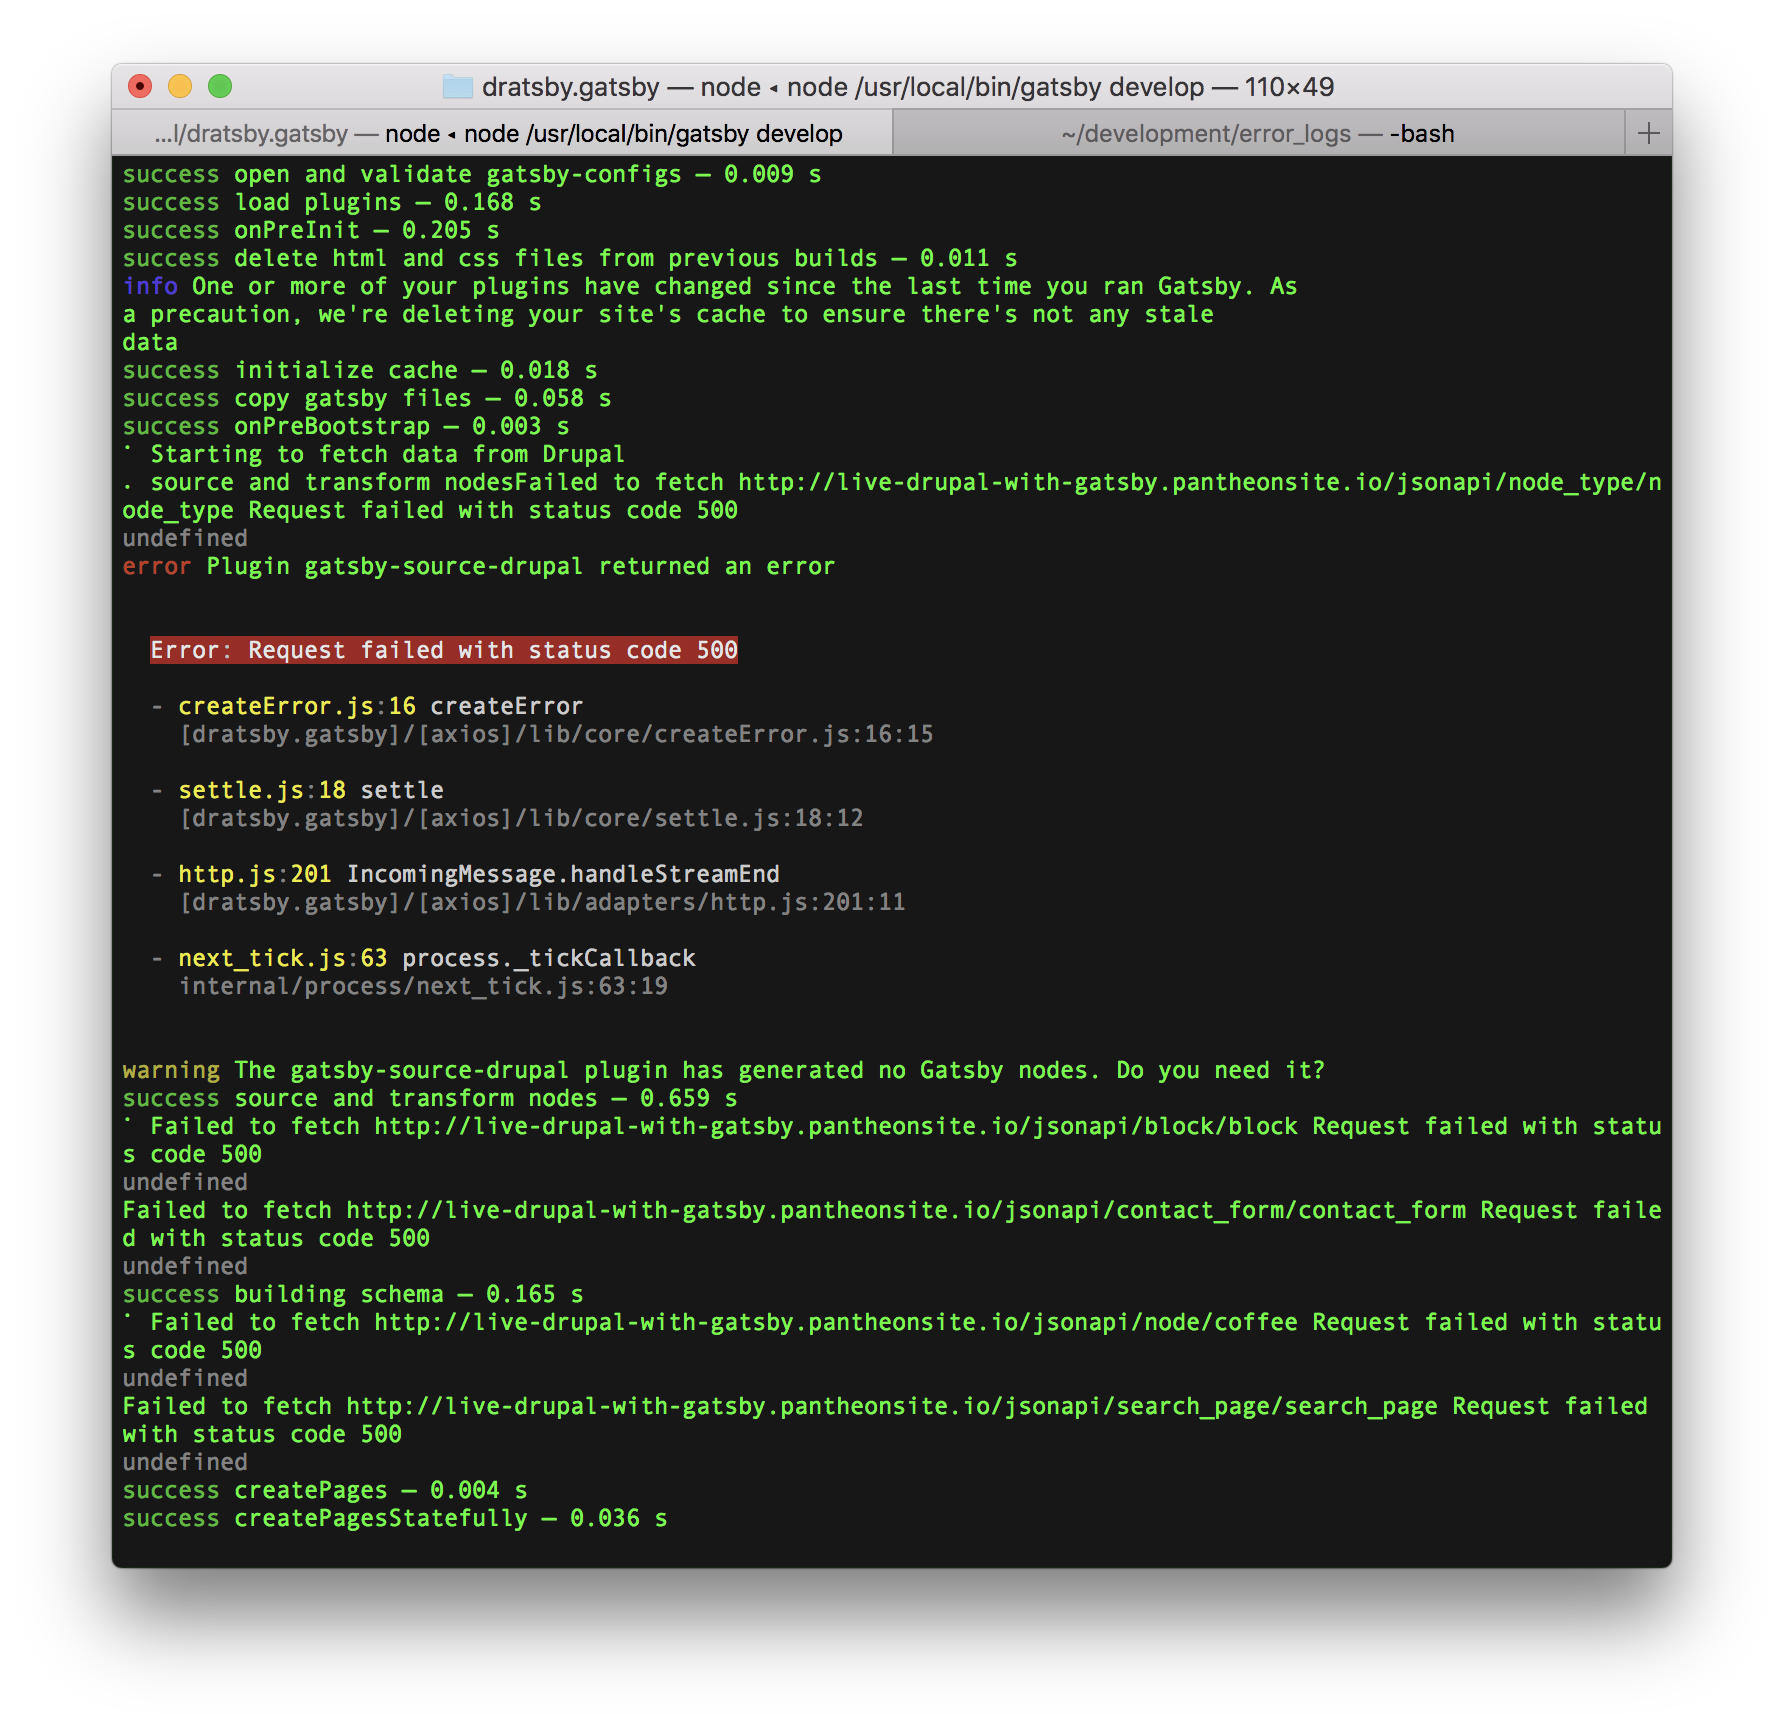 dratsby.gatsby — node ◂ node /usr/local/bin/gatsby develop — 110×49
...l/dratsby.gatsby — node ◂ node /usr/local/bin/gatsby develop
~/development/error_logs — -bash
success open and validate gatsby-configs — 0.009 s
success load plugins — 0.168 s
success onPreInit — 0.205 s
success delete html and css files from previous builds — 0.011 s
info One or more of your plugins have changed since the last time you ran Gatsby. As
a precaution, we're deleting your site's cache to ensure there's not any stale
data
success initialize cache — 0.018 s
success copy gatsby files — 0.058 s
success onPreBootstrap — 0.003 s
⠁ Starting to fetch data from Drupal
⠄ source and transform nodesFailed to fetch http://live-drupal-with-gatsby.pantheonsite.io/jsonapi/node_type/n
ode_type Request failed with status code 500
undefined
error Plugin gatsby-source-drupal returned an error
Error: Request failed with status code 500
- createError.js:16 createError
[dratsby.gatsby]/[axios]/lib/core/createError.js:16:15
- settle.js:18 settle
[dratsby.gatsby]/[axios]/lib/core/settle.js:18:12
- http.js:201 IncomingMessage.handleStreamEnd
[dratsby.gatsby]/[axios]/lib/adapters/http.js:201:11
- next_tick.js:63 process._tickCallback
internal/process/next_tick.js:63:19
warning The gatsby-source-drupal plugin has generated no Gatsby nodes. Do you need it?
success source and transform nodes — 0.659 s
⠁ Failed to fetch http://live-drupal-with-gatsby.pantheonsite.io/jsonapi/block/block Request failed with statu
s code 500
undefined
Failed to fetch http://live-drupal-with-gatsby.pantheonsite.io/jsonapi/contact_form/contact_form Request faile
d with status code 500
undefined
success building schema — 0.165 s
⠁ Failed to fetch http://live-drupal-with-gatsby.pantheonsite.io/jsonapi/node/coffee Request failed with statu
s code 500
undefined
Failed to fetch http://live-drupal-with-gatsby.pantheonsite.io/jsonapi/search_page/search_page Request failed
with status code 500
undefined
success createPages — 0.004 s
success createPagesStatefully — 0.036 s